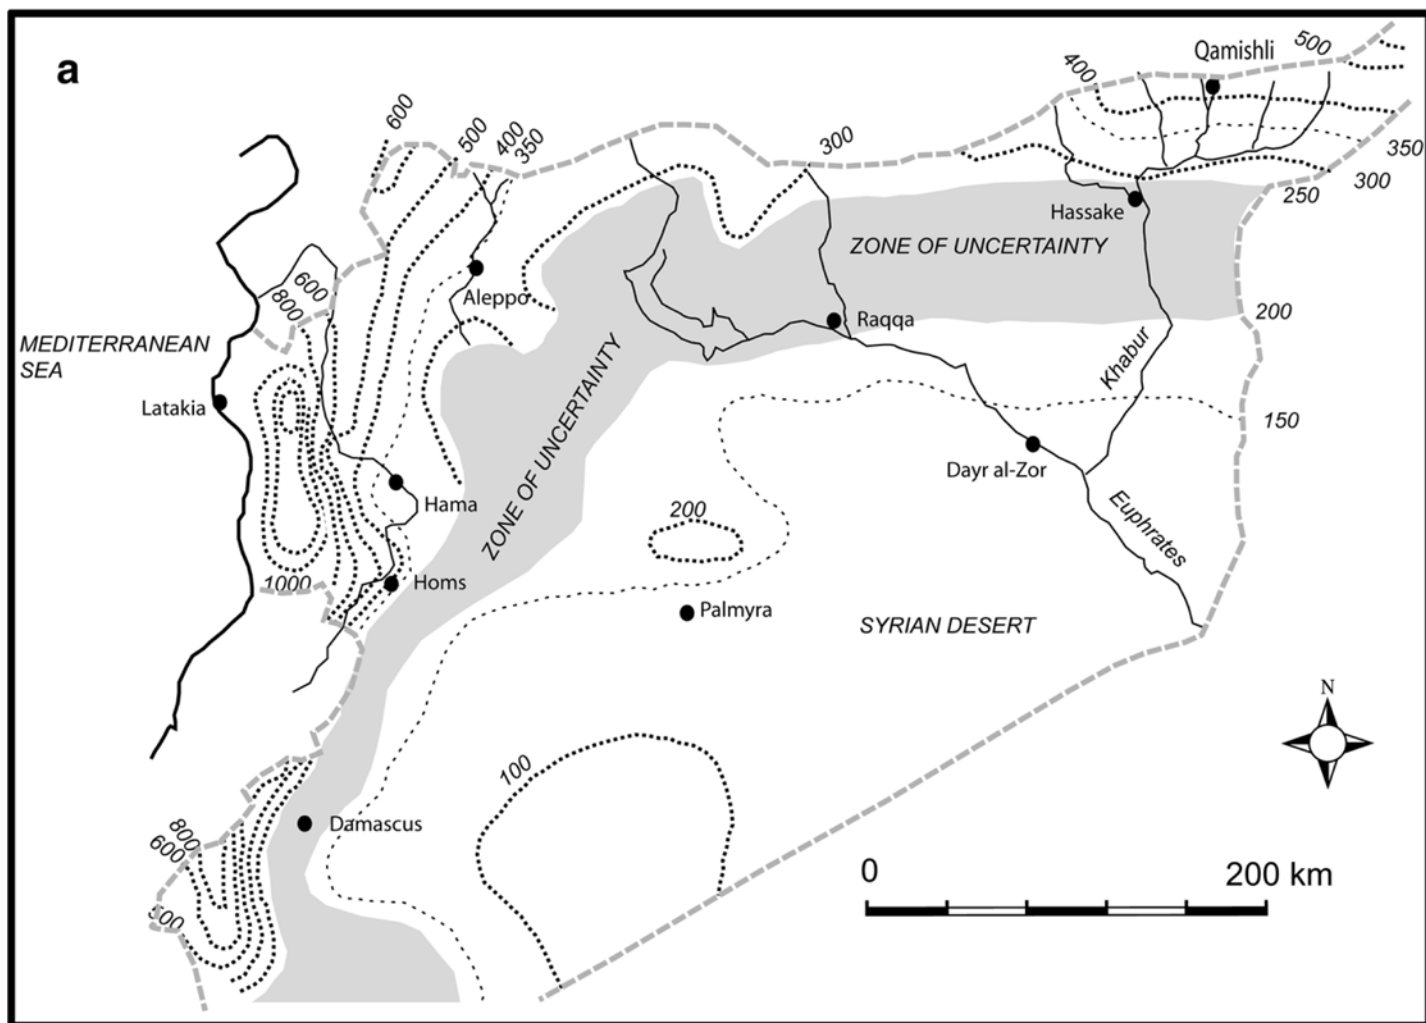 a
Qamishli
500
400
600
500
400
350
300
350
300
250
Hassake
ZONE OF UNCERTAINTY
Aleppo
600
800
MEDITERRANEAN
SEA
Raqqa
200
Khabur
ZONE OF UNCERTAINTY
Latakia
150
Dayr al-Zor
Hama
200
Euphrates
1000
Homs
Palmyra
SYRIAN DESERT
N
100
Damascus
800
600
500
0
200 km